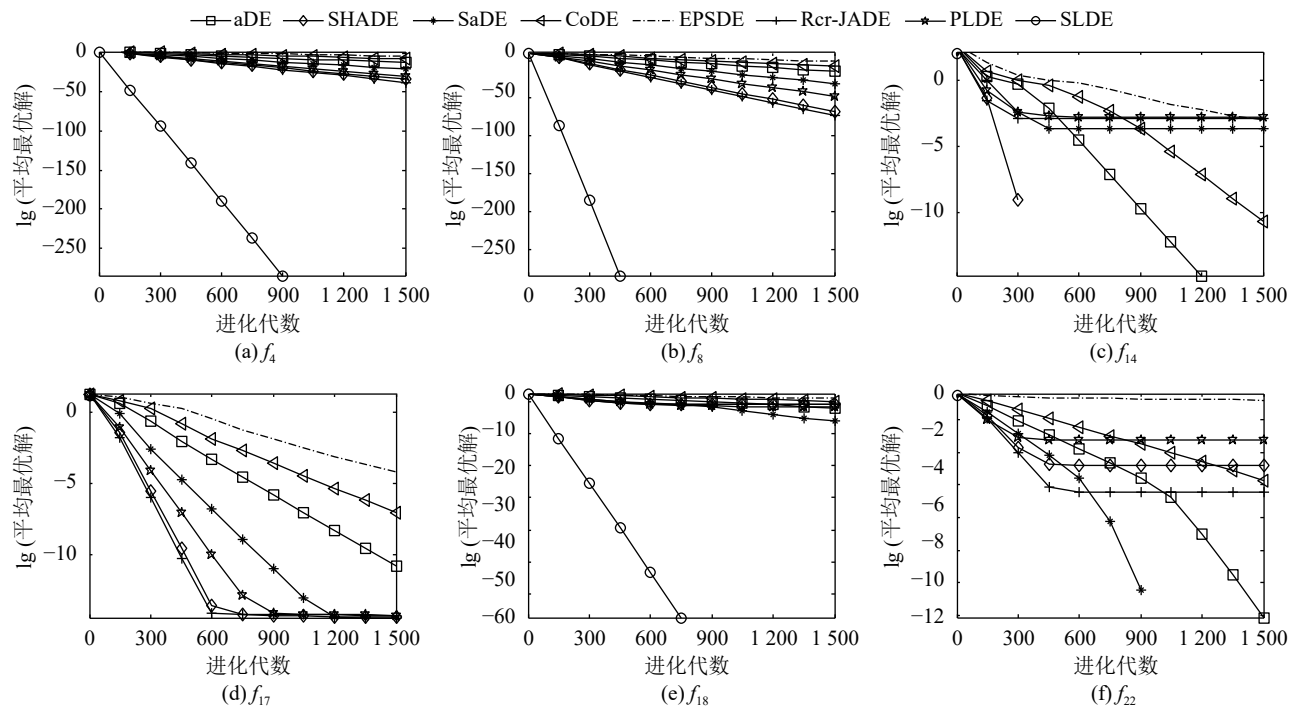 aDE SHADE SaDE CoDE EPSDE Rcr-JADE PLDE SLDE
lg (平均最优解)
0
−50
−100
−150
−200
−250
0 300 600 900 1 200 1 500
进化代数
(a) f4
lg (平均最优解)
0
−50
−100
−150
−200
−250
0 300 600 900 1 200 1 500
进化代数
(b) f8
lg (平均最优解)
0
−5
−10
0 300 600 900 1 200 1 500
进化代数
(c) f14
lg (平均最优解)
0
−5
−10
0 300 600 900 1 200 1 500
进化代数
(d) f17
lg (平均最优解)
0
−10
−20
−30
−40
−50
−60
0 300 600 900 1 200 1 500
进化代数
(e) f18
lg (平均最优解)
0
−2
−4
−6
−8
−10
−12
0 300 600 900 1 200 1 500
进化代数
(f) f22